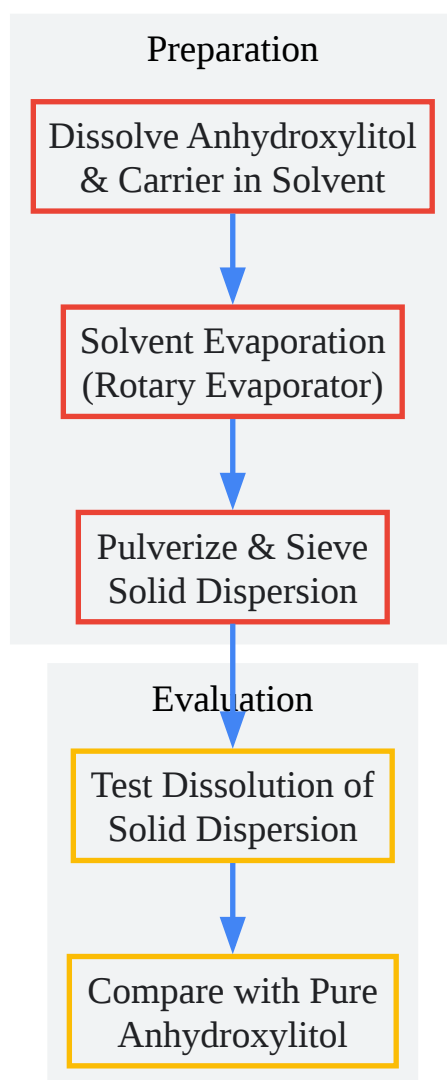 Preparation
Dissolve Anhydroxylitol
& Carrier in Solvent
Solvent Evaporation
(Rotary Evaporator)
Pulverize & Sieve
Solid Dispersion
Evaluation
Test Dissolution of
Solid Dispersion
Compare with Pure
Anhydroxylitol